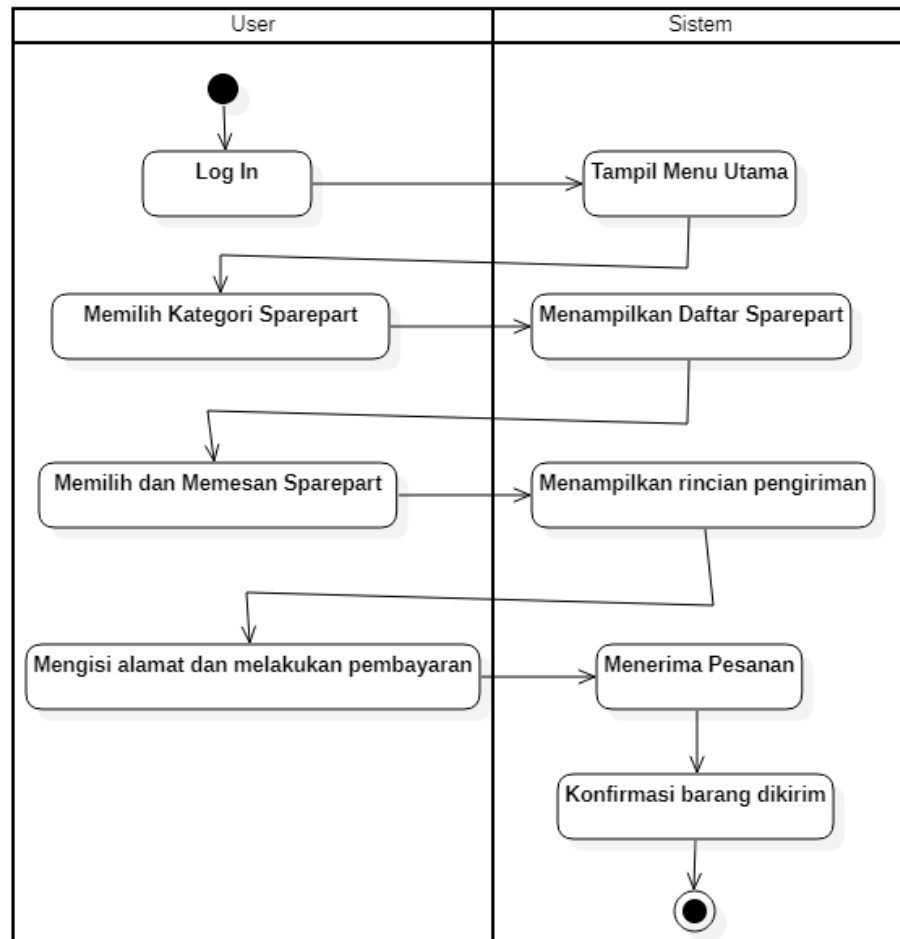 User
Sistem
Log In
Tampil Menu Utama
Memilih Kategori Sparepart
Menampilkan Daftar Sparepart
Memilih dan Memesan Sparepart
Menampilkan rincian pengiriman
Mengisi alamat dan melakukan pembayaran
Menerima Pesanan
Konfirmasi barang dikirim